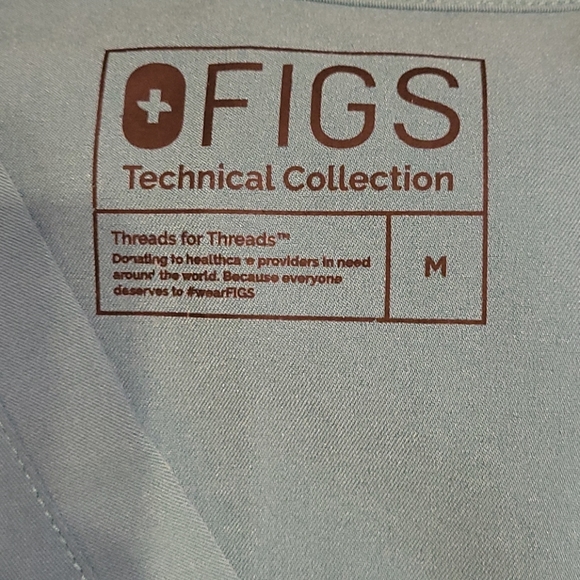 FIGS
Technical Collection
Threads for Threads™
Donating to healthcare providers in need
around the world. Because everyone
deserves to #wearFIGS
M